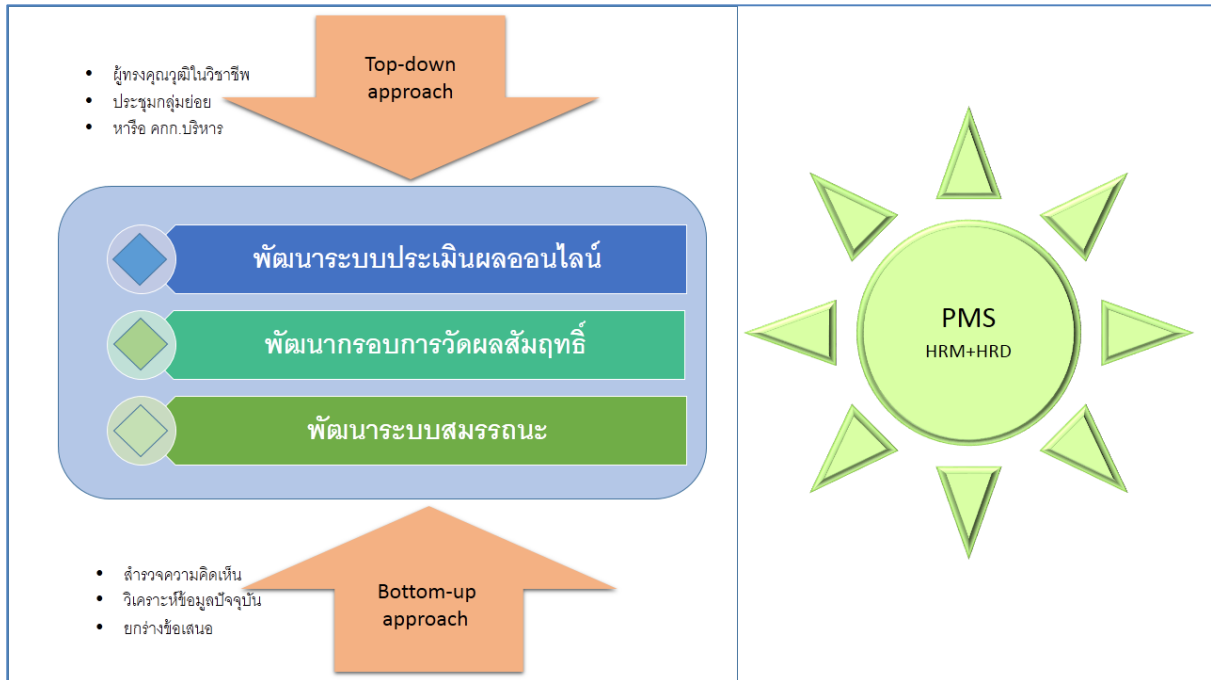 Top-down
approach
• ผู้ทรงคุณวุฒิในวิชาชีพ
• ประชุมกลุ่มย่อย
• หารือ คกก.บริหาร
พัฒนาระบบประเมินผลออนไลน์
พัฒนากรอบการวัดผลสัมฤทธิ์
พัฒนาระบบสมรรถนะ
• สำรวจความคิดเห็น
• วิเคราะห์ข้อมูลปัจจุบัน
• ยกร่างข้อเสนอ
Bottom-up
approach
PMS
HRM+HRD